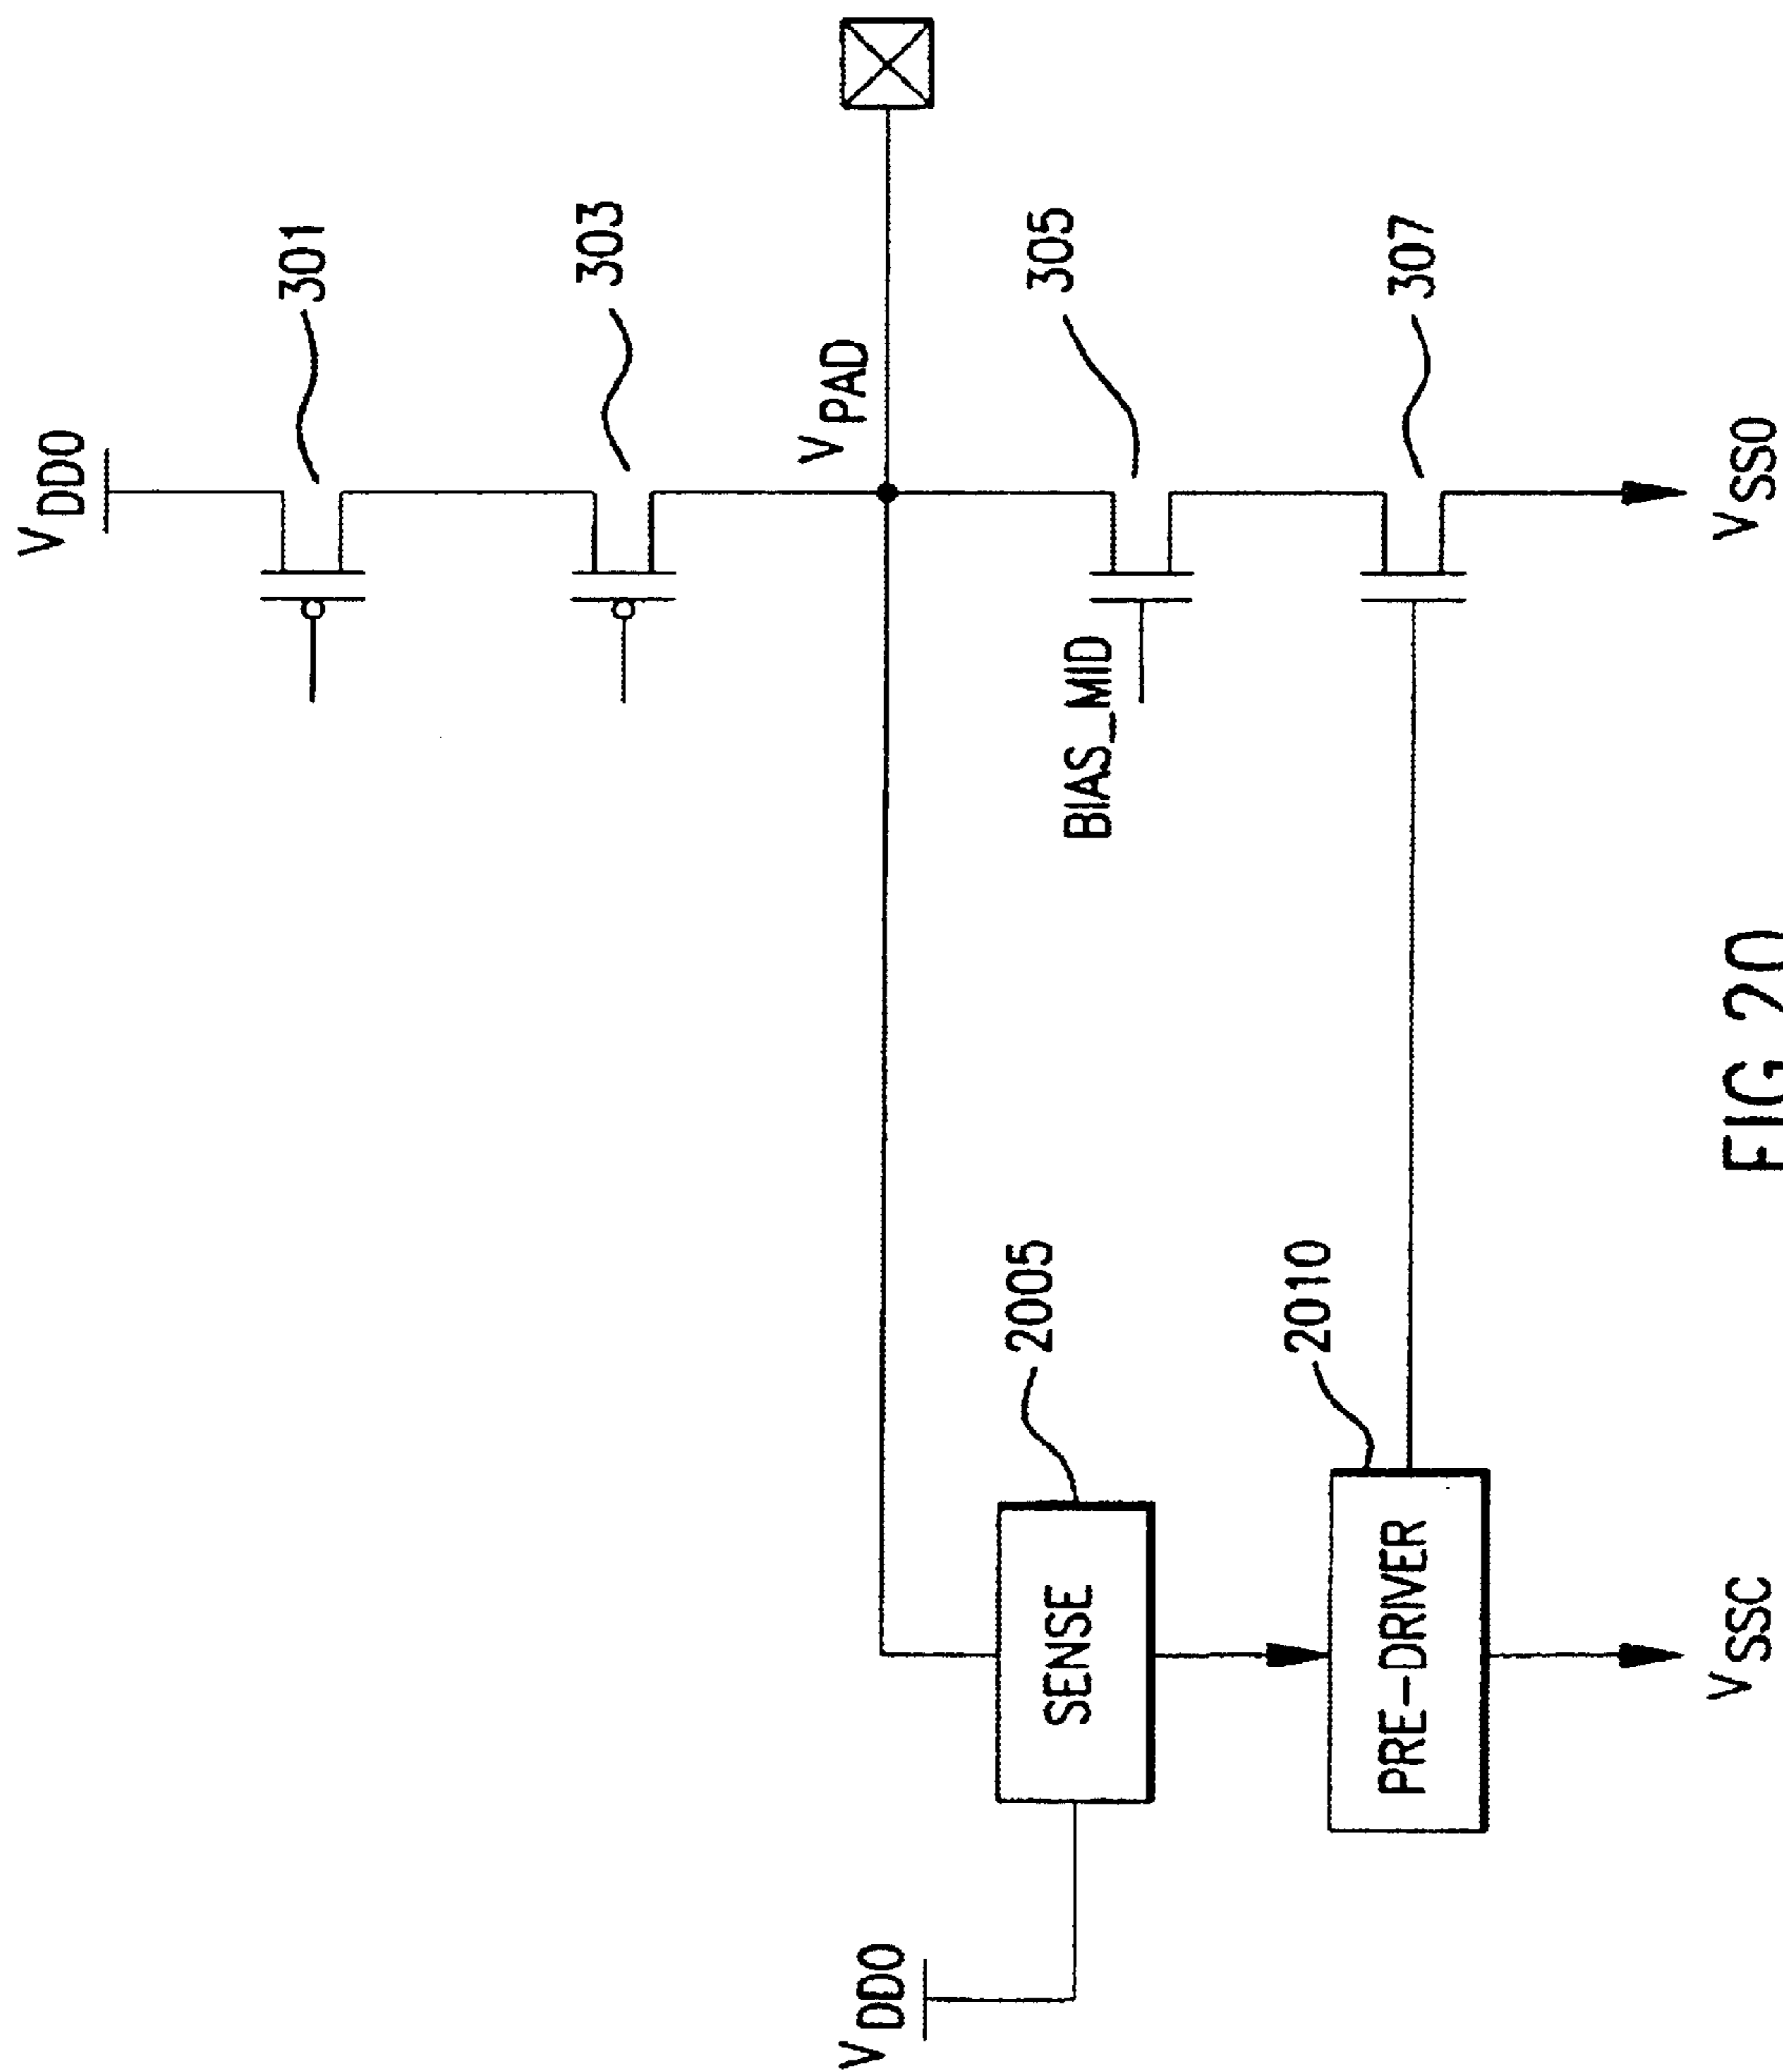 V_DDO
301
303
V_PAD
305
BIAS_MID
307
V_SSO
V_DDO
SENSE
2005
PRE-DRIVER
2010
V_SSC
FIG.20